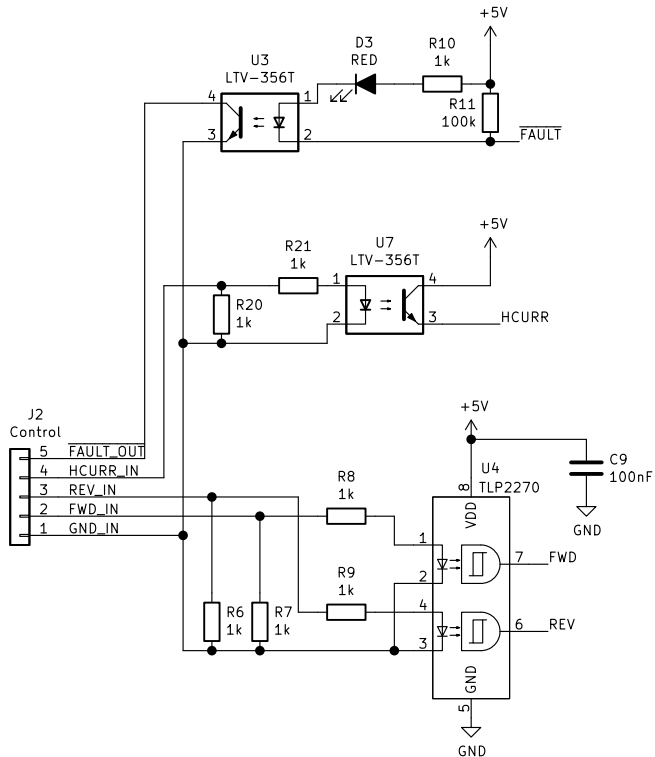 +5V
D3
RED
R10
1k
U3
LTV-356T
4
1
R11
100k
3
2
FAULT
+5V
U7
LTV-356T
R21
1k
1
4
R20
1k
2
3
HCURR
J2
Control
+5V
5
FAULT_OUT
4
HCURR_IN
3
REV_IN
2
FWD_IN
1
GND_IN
R8
1k
U4
TLP2270
8
VDD
C9
100nF
GND
1
7
FWD
2
R9
1k
4
6
REV
R6
1k
R7
1k
3
GND
5
GND